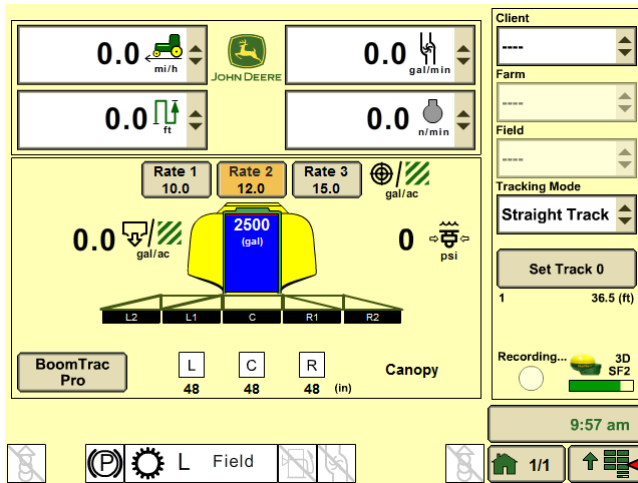 0.0 mi/h
JOHN DEERE
0.0 gal/min
0.0 ft
0.0 n/min
Rate 1
10.0
Rate 2
12.0
Rate 3
15.0
gal/ac
0.0 gal/ac
2500
(gal)
0 psi
L2 L1 C R1 R2
BoomTrac
Pro
L C R
48 48 48 (in)
Canopy
Client
----
Farm
----
Field
----
Tracking Mode
Straight Track
Set Track 0
1 36.5 (ft)
Recording...
3D
SF2
9:57 am
P L Field
1/1